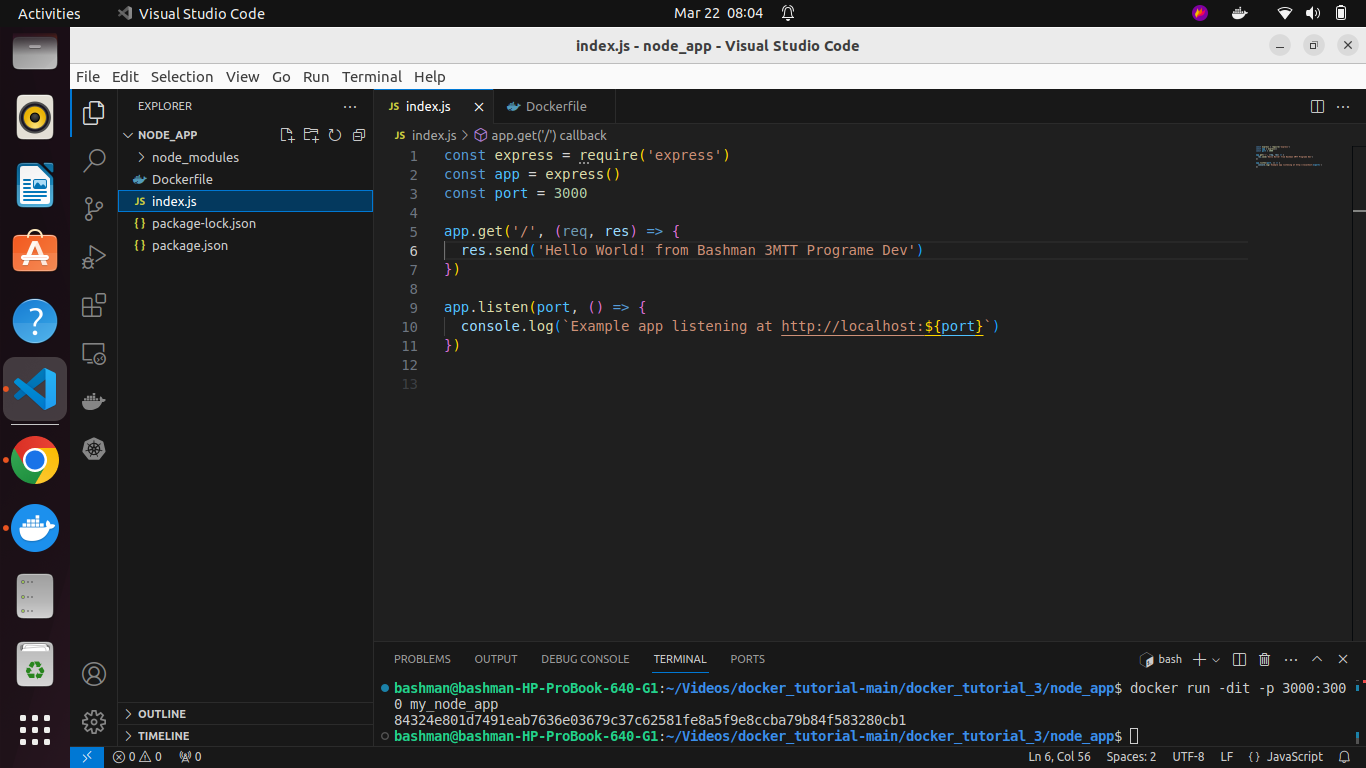 Activities Visual Studio Code Mar 22 08:04
index.js - node_app - Visual Studio Code
File Edit Selection View Go Run Terminal Help
EXPLORER
NODE_APP
node_modules
Dockerfile
JS index.js
{} package-lock.json
{} package.json
OUTLINE
TIMELINE
JS index.js Dockerfile
JS index.js > app.get('/') callback
1 const express = require('express')
2 const app = express()
3 const port = 3000
4
5 app.get('/', (req, res) => {
6 res.send('Hello World! from Bashman 3MTT Programe Dev')
7 })
8
9 app.listen(port, () => {
10 console.log(`Example app listening at http://localhost:${port}`)
11 })
12
13
PROBLEMS OUTPUT DEBUG CONSOLE TERMINAL PORTS bash
bashman@bashman-HP-ProBook-640-G1:~/Videos/docker_tutorial-main/docker_tutorial_3/node_app$ docker run -dit -p 3000:300
0 my_node_app
84324e801d7491eab7636e03679c37c62581fe8a5f9e8ccba79b84f583280cb1
bashman@bashman-HP-ProBook-640-G1:~/Videos/docker_tutorial-main/docker_tutorial_3/node_app$
0 0 0 Ln 6, Col 56 Spaces: 2 UTF-8 LF {} JavaScript